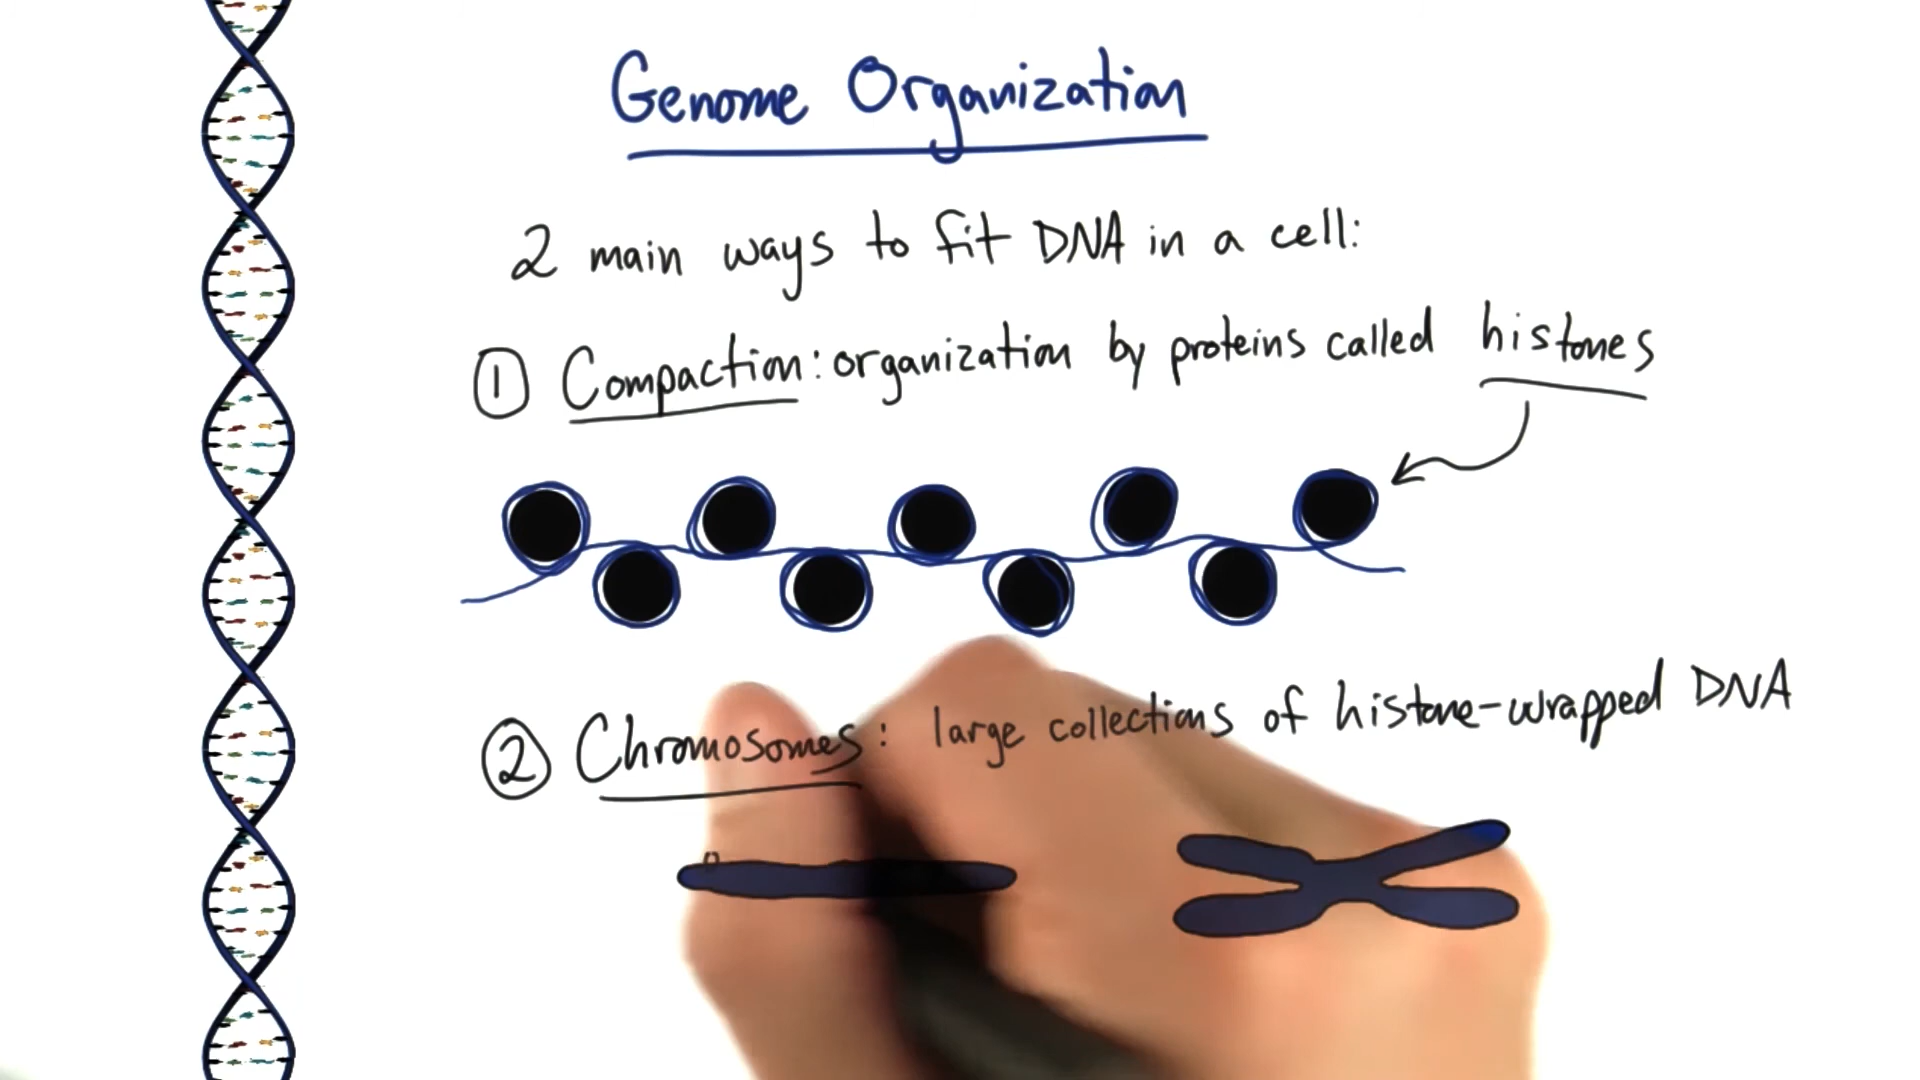 Genome Organization
2 main ways to fit DNA in a cell:
① Compaction: organization by proteins called histones
② Chromosomes: large collections of histone-wrapped DNA